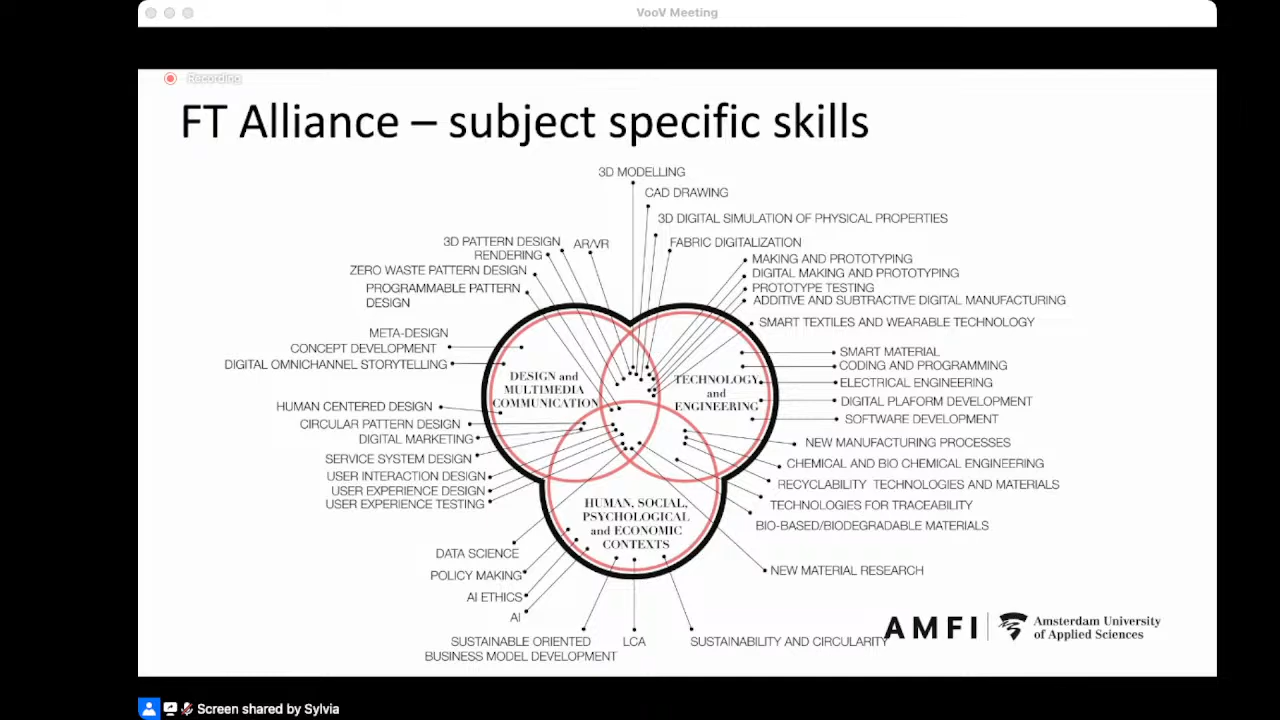 VooV Meeting
Recording
FT Alliance – subject specific skills
3D MODELLING
CAD DRAWING
3D DIGITAL SIMULATION OF PHYSICAL PROPERTIES
3D PATTERN DESIGN
AR/VR
FABRIC DIGITALIZATION
RENDERING
MAKING AND PROTOTYPING
ZERO WASTE PATTERN DESIGN
DIGITAL MAKING AND PROTOTYPING
PROGRAMMABLE PATTERN
DESIGN
PROTOTYPE TESTING
ADDITIVE AND SUBTRACTIVE DIGITAL MANUFACTURING
SMART TEXTILES AND WEARABLE TECHNOLOGY
META-DESIGN
CONCEPT DEVELOPMENT
DIGITAL OMNICHANNEL STORYTELLING
SMART MATERIAL
CODING AND PROGRAMMING
ELECTRICAL ENGINEERING
DIGITAL PLAFORM DEVELOPMENT
SOFTWARE DEVELOPMENT
DESIGN and
MULTIMEDIA
COMMUNICATION
TECHNOLOGY
and
ENGINEERING
HUMAN CENTERED DESIGN
CIRCULAR PATTERN DESIGN
DIGITAL MARKETING
SERVICE SYSTEM DESIGN
USER INTERACTION DESIGN
USER EXPERIENCE DESIGN
USER EXPERIENCE TESTING
NEW MANUFACTURING PROCESSES
CHEMICAL AND BIO CHEMICAL ENGINEERING
RECYCLABILITY TECHNOLOGIES AND MATERIALS
TECHNOLOGIES FOR TRACEABILITY
BIO-BASED/BIODEGRADABLE MATERIALS
HUMAN, SOCIAL,
PSYCHOLOGICAL
and ECONOMIC
CONTEXTS
DATA SCIENCE
POLICY MAKING
AI ETHICS
AI
NEW MATERIAL RESEARCH
SUSTAINABLE ORIENTED
BUSINESS MODEL DEVELOPMENT
LCA
SUSTAINABILITY AND CIRCULARITY
AMFI
Amsterdam University
of Applied Sciences
Screen shared by Sylvia